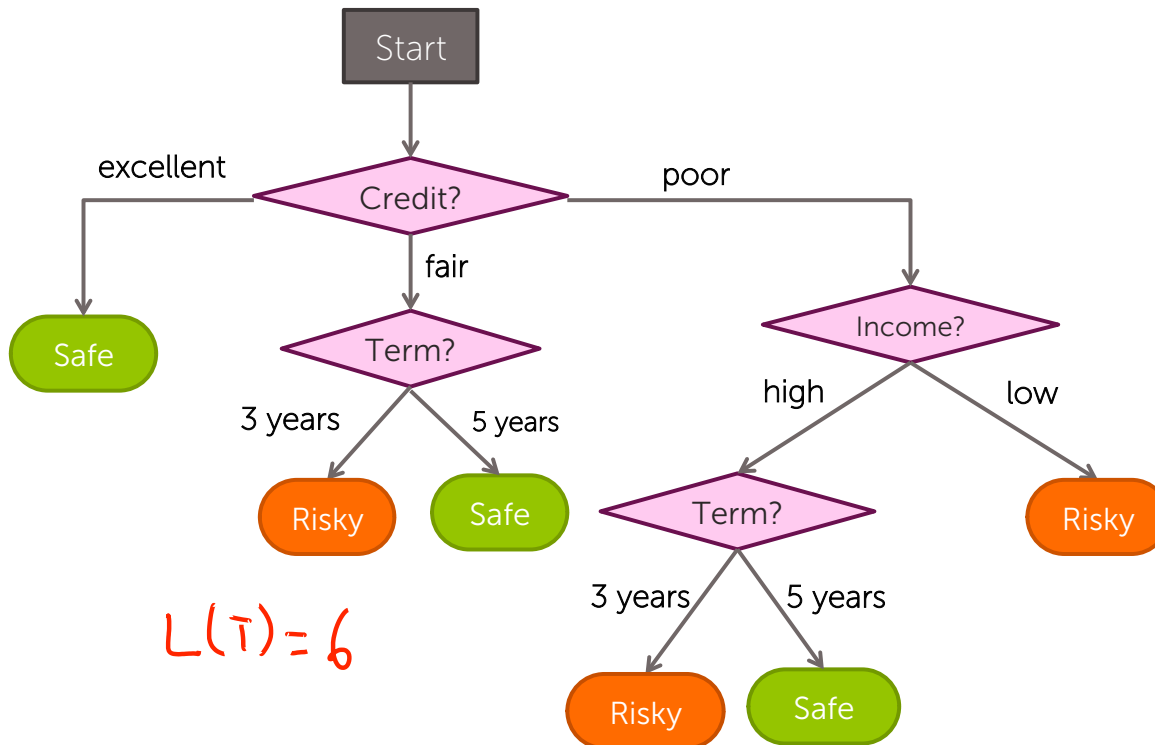 Start
excellent
Credit?
poor
fair
Safe
Term?
Income?
3 years
5 years
high
low
Risky
Safe
Term?
Risky
3 years
5 years
L(T)=6
Risky
Safe